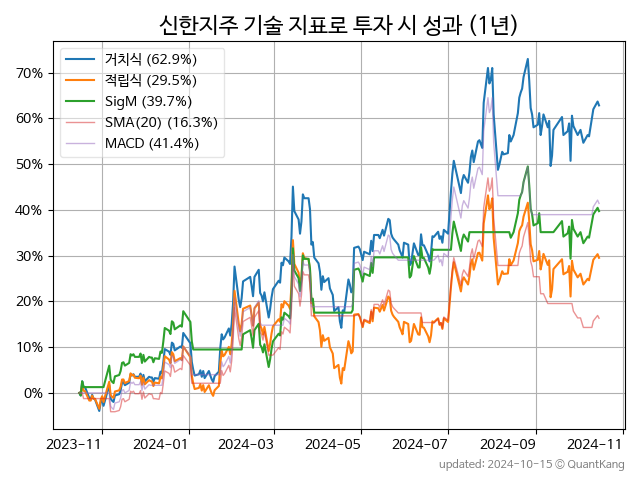 신한지주 기술 지표로 투자 시 성과 (1년)
거치식 (62.9%)
적립식 (29.5%)
SigM (39.7%)
SMA(20) (16.3%)
MACD (41.4%)
70%
60%
50%
40%
30%
20%
10%
0%
2023-11
2024-01
2024-03
2024-05
2024-07
2024-09
2024-11
updated: 2024-10-15 © QuantKang